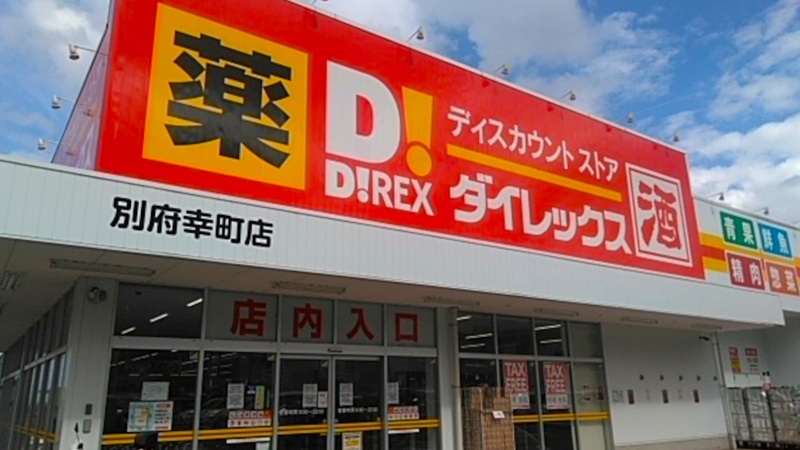 薬
D!
D!REX
ディスカウント ストア
ダイレックス
酒
別府幸町店
青果
鮮魚
精肉
惣菜
店内入口
TAX FREE
TAX FREE